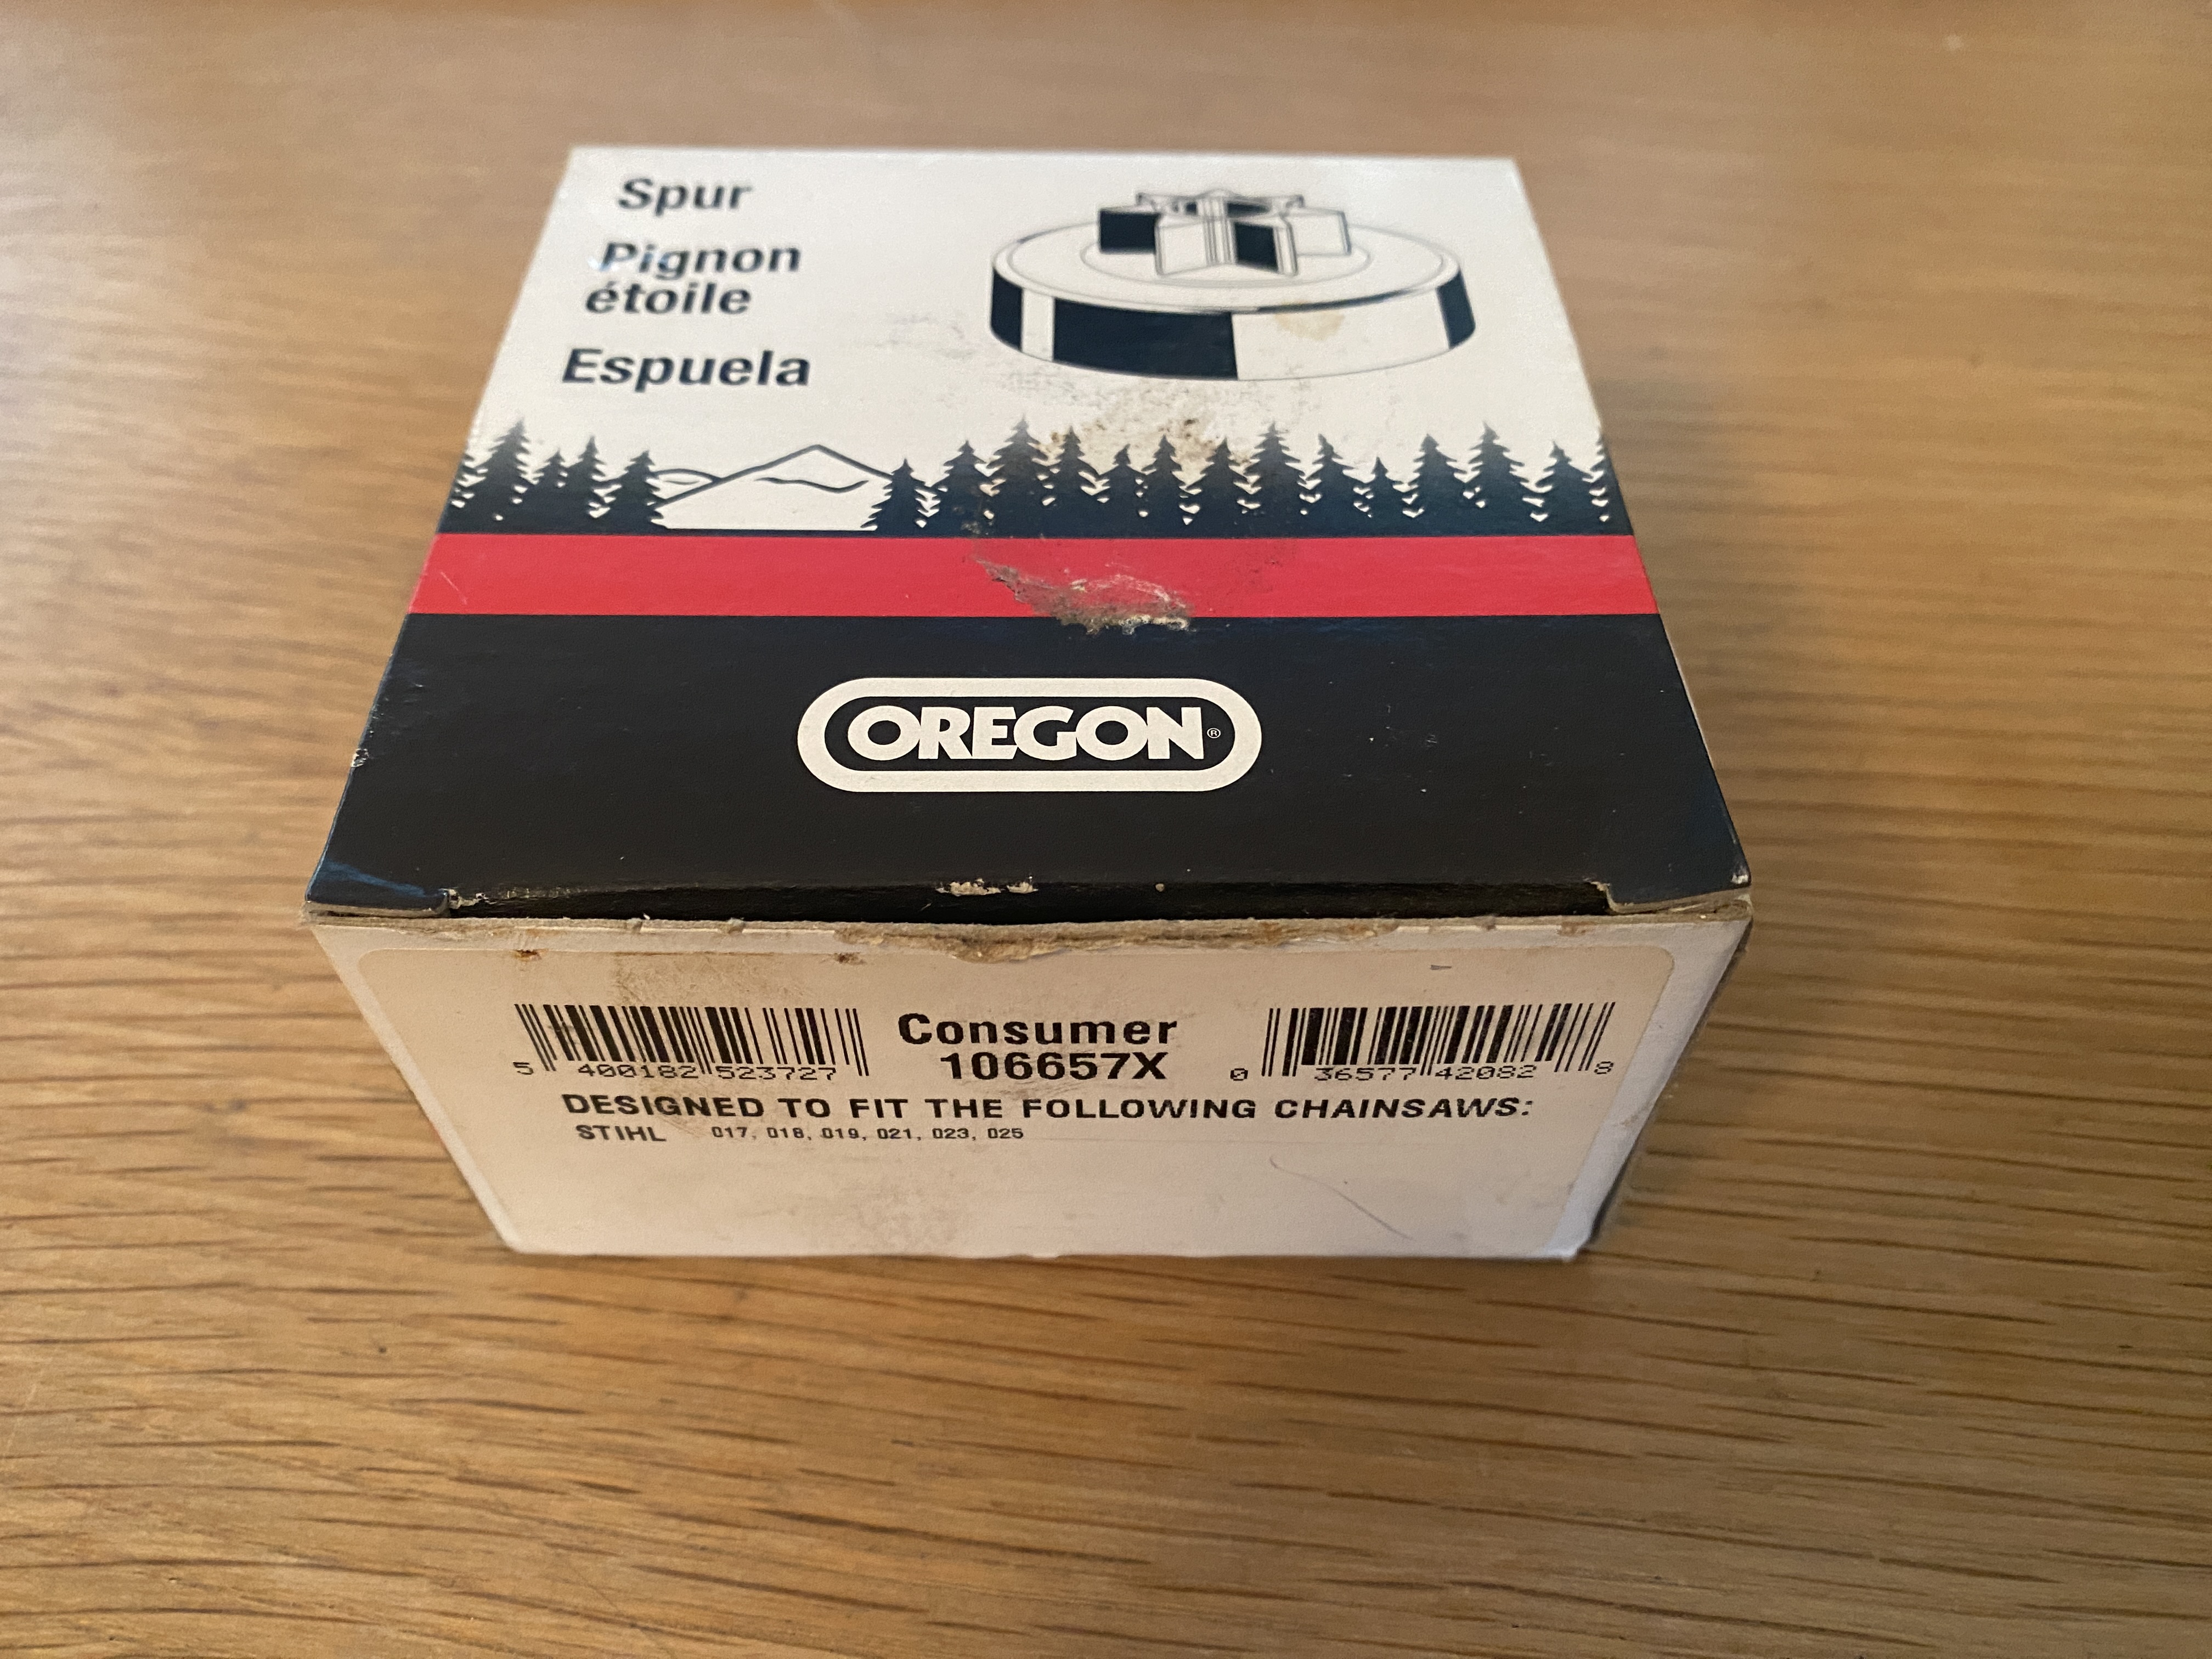 Spur
Pignon
étoile
Espuela
OREGON®
Consumer
106657X
5 400182 523727
0 36577 42082 8
DESIGNED TO FIT THE FOLLOWING CHAINSAWS:
STIHL 017, 018, 019, 021, 023, 025